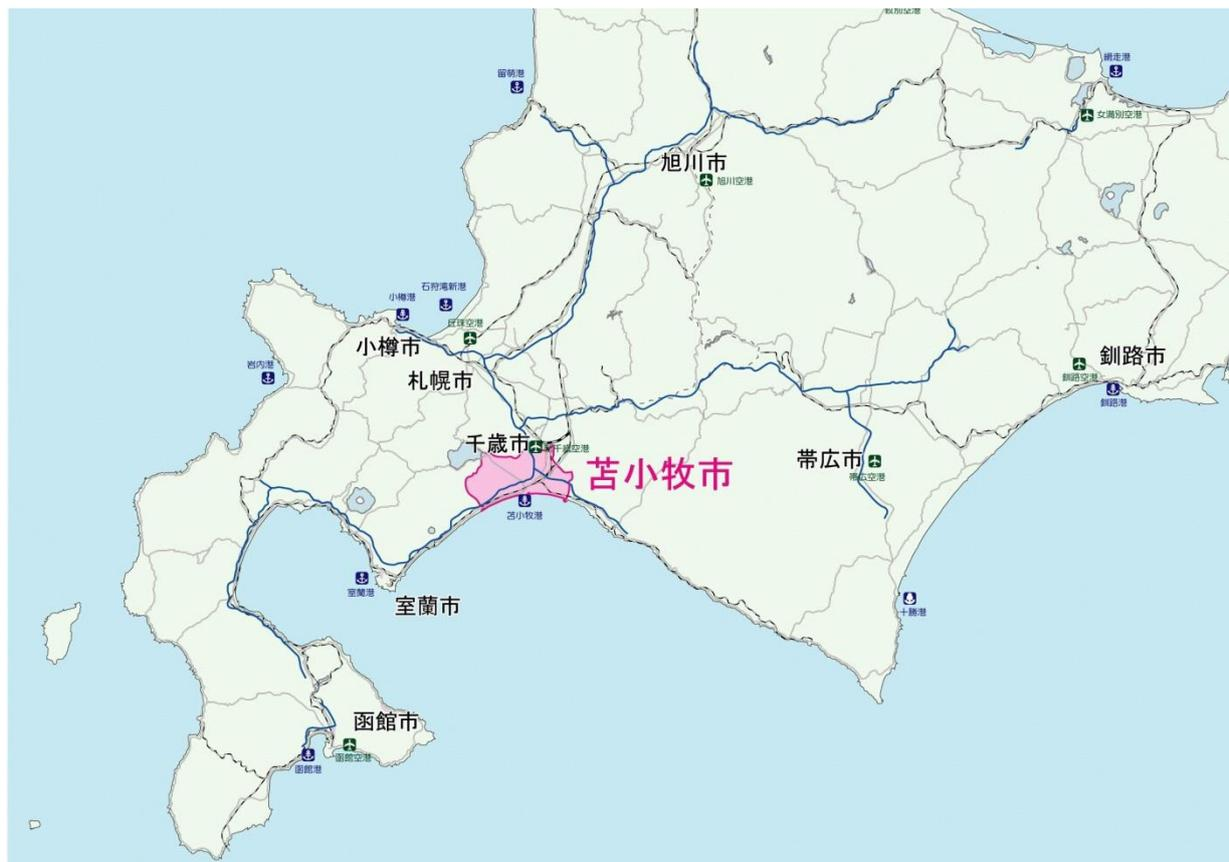 紋別空港
網走港
留萌港
女満別空港
旭川市
旭川空港
石狩湾新港
小樽港
丘珠空港
小樽市
釧路市
岩内港
札幌市
釧路空港
釧路港
千歳市
千歳空港
苫小牧市
帯広市
帯広空港
苫小牧港
室蘭港
室蘭市
十勝港
函館市
函館空港
函館港